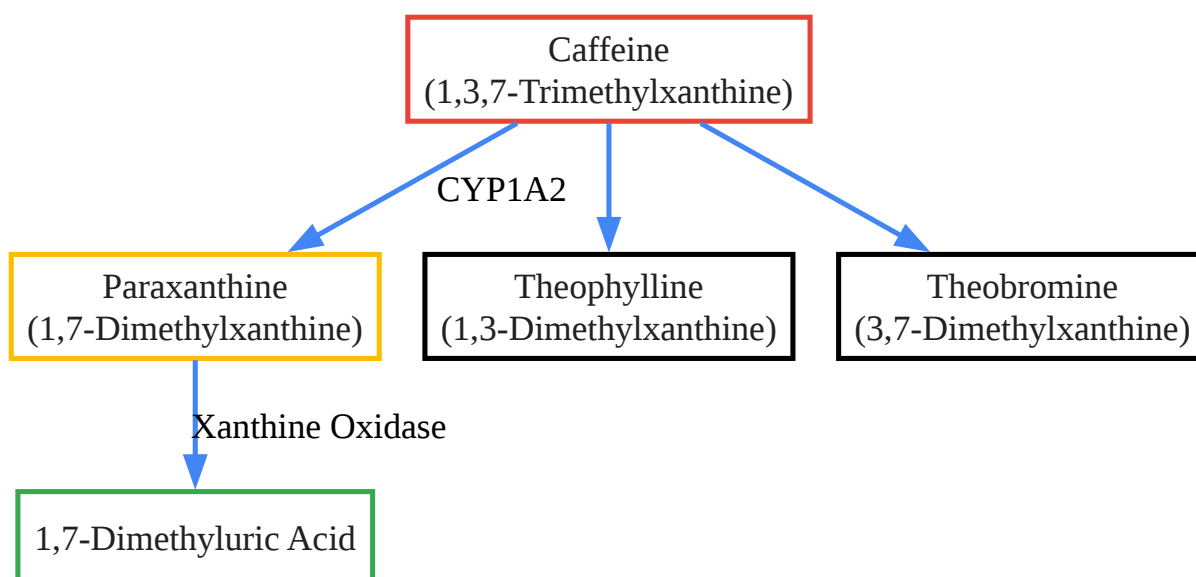 Caffeine
(1,3,7-Trimethylxanthine)
CYP1A2
Paraxanthine
(1,7-Dimethylxanthine)
Theophylline
(1,3-Dimethylxanthine)
Theobromine
(3,7-Dimethylxanthine)
Xanthine Oxidase
1,7-Dimethyluric Acid